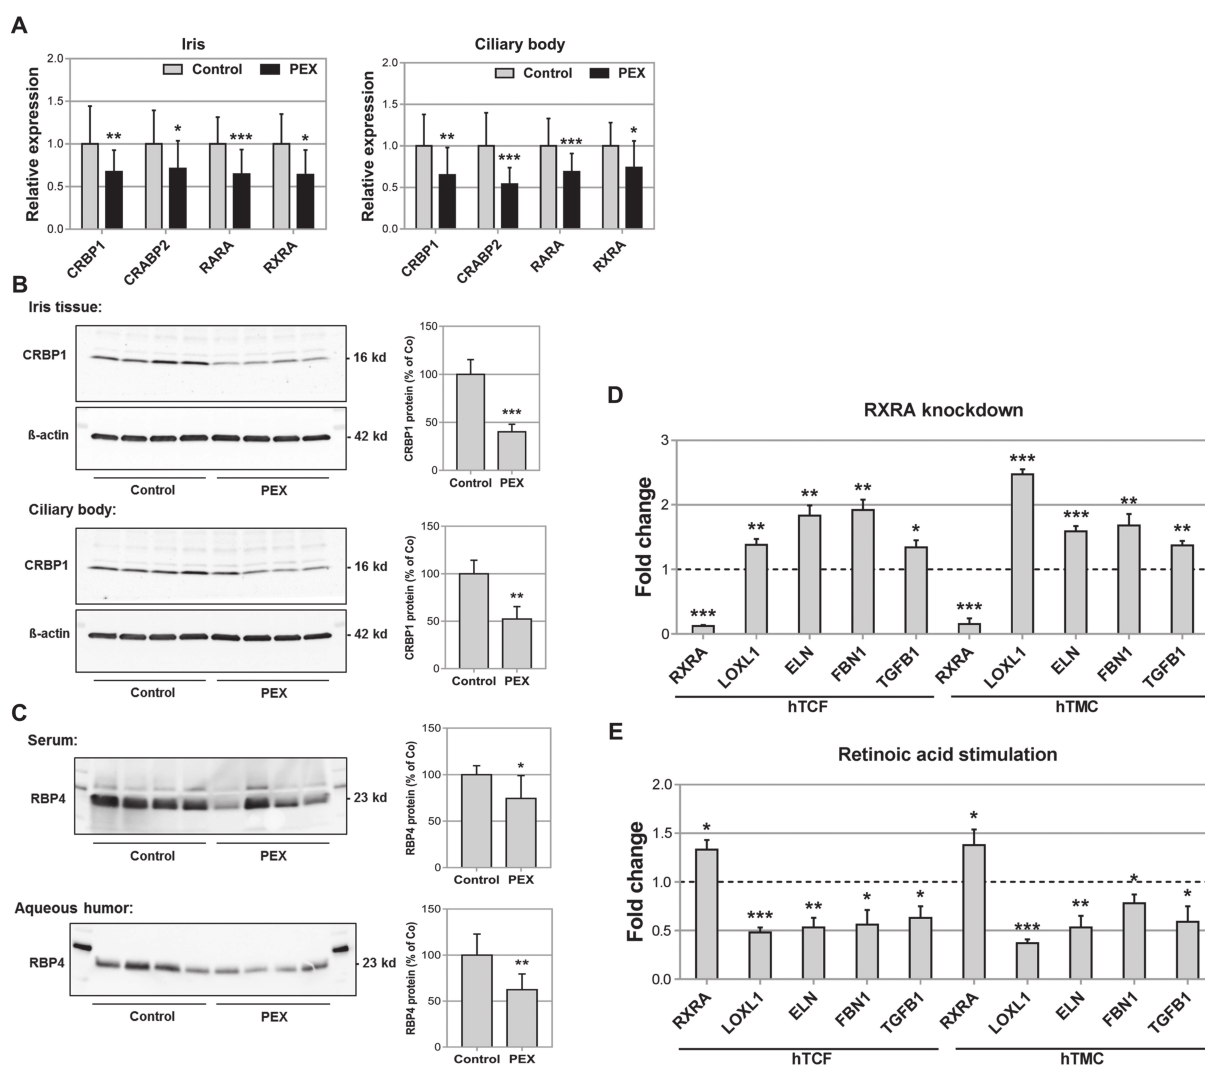 A
Iris
Relative expression
2.0
1.5
1.0
0.5
0.0
Control PEX
** * *** *
CRBP1 CRABP2 RARA RXRA
Ciliary body
Relative expression
2.0
1.5
1.0
0.5
0.0
Control PEX
** *** *** *
CRBP1 CRABP2 RARA RXRA
B
Iris tissue:
CRBP1
- 16 kd
ß-actin
- 42 kd
Control PEX
CRBP1 protein (% of Co)
150
100
50
0
***
Control PEX
Ciliary body:
CRBP1
- 16 kd
ß-actin
- 42 kd
Control PEX
CRBP1 protein (% of Co)
150
100
50
0
**
Control PEX
C
Serum:
RBP4
- 23 kd
Control PEX
RBP4 protein (% of Co)
150
100
50
0
*
Control PEX
Aqueous humor:
RBP4
- 23 kd
Control PEX
RBP4 protein (% of Co)
150
100
50
0
**
Control PEX
D
RXRA knockdown
Fold change
3
2
1
0
*** ** ** ** * *** *** *** ** **
RXRA LOXL1 ELN FBN1 TGFB1 RXRA LOXL1 ELN FBN1 TGFB1
hTCF hTMC
E
Retinoic acid stimulation
Fold change
2.0
1.5
1.0
0.5
0.0
* *** ** * * * *** ** * *
RXRA LOXL1 ELN FBN1 TGFB1 RXRA LOXL1 ELN FBN1 TGFB1
hTCF hTMC